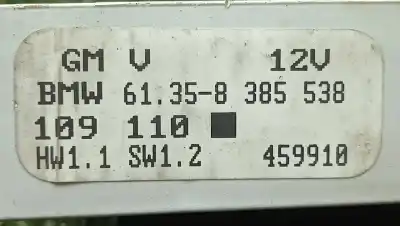 GM V 12V
BMW 61.35-8 385 538
109 110
HW1.1 SW1.2 459910